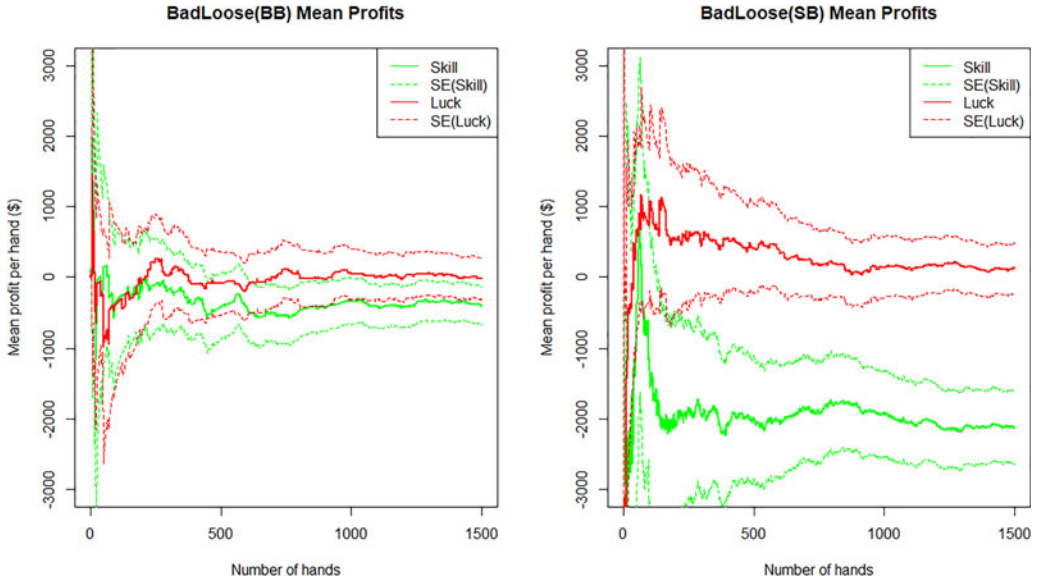 BadLoose(BB) Mean Profits
Mean profit per hand ($)
3000
2000
1000
0
-1000
-2000
-3000
Skill
SE(Skill)
Luck
SE(Luck)
0
500
1000
1500
Number of hands
BadLoose(SB) Mean Profits
Mean profit per hand ($)
3000
2000
1000
0
-1000
-2000
-3000
Skill
SE(Skill)
Luck
SE(Luck)
0
500
1000
1500
Number of hands